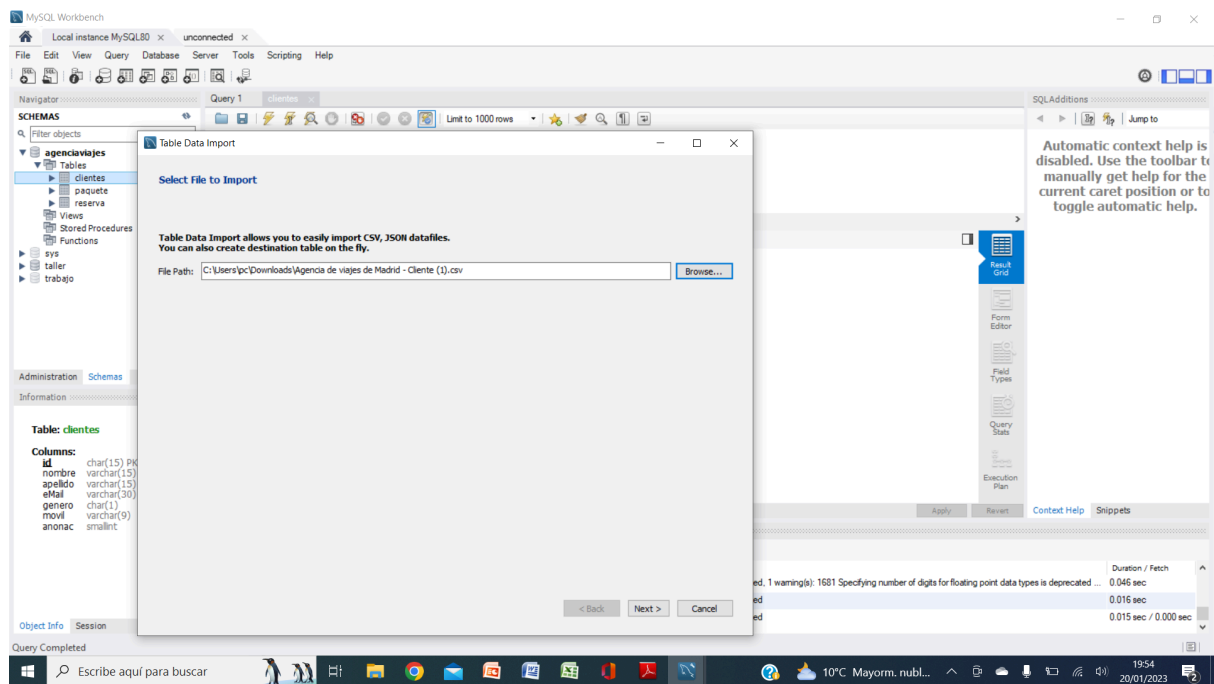 MySQL Workbench
Local instance MySQL80 × unconnected ×
File Edit View Query Database Server Tools Scripting Help
Navigator
SCHEMAS
Filter objects
agenciaviajes
Tables
clientes
paquete
reserva
Views
Stored Procedures
Functions
sys
taller
trabajo
Administration Schemas
Information
Table: clientes
Columns:
id char(15) PK
nombre varchar(15)
apellido varchar(15)
eMail varchar(30)
genero char(1)
movil varchar(9)
anonac smallint
Object Info Session
Query Completed
Query 1 clientes ×
Limit to 1000 rows
Table Data Import
Select File to Import
Table Data Import allows you to easily import CSV, JSON datafiles.
You can also create destination table on the fly.
File Path: C:\Users\pc\Downloads\Agencia de viajes de Madrid - Cliente (1).csv Browse...
< Back Next > Cancel
Result
Grid
Form
Editor
Field
Types
Query
Stats
Execution
Plan
Apply Revert
SQLAdditions
Jump to
Automatic context help is
disabled. Use the toolbar to
manually get help for the
current caret position or to
toggle automatic help.
Context Help Snippets
Duration / Fetch
ed, 1 warning(s): 1681 Specifying number of digits for floating point data types is deprecated ... 0.046 sec
ed 0.016 sec
ed 0.015 sec / 0.000 sec
Escribe aquí para buscar
10°C Mayorm. nubl...
19:54
20/01/2023
2